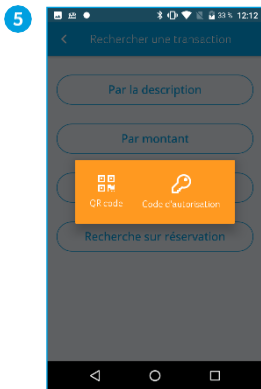 5
33 % 12:12
Rechercher une transaction
Par la description
Par montant
QR code
Code d'autorisation
Recherche sur réservation